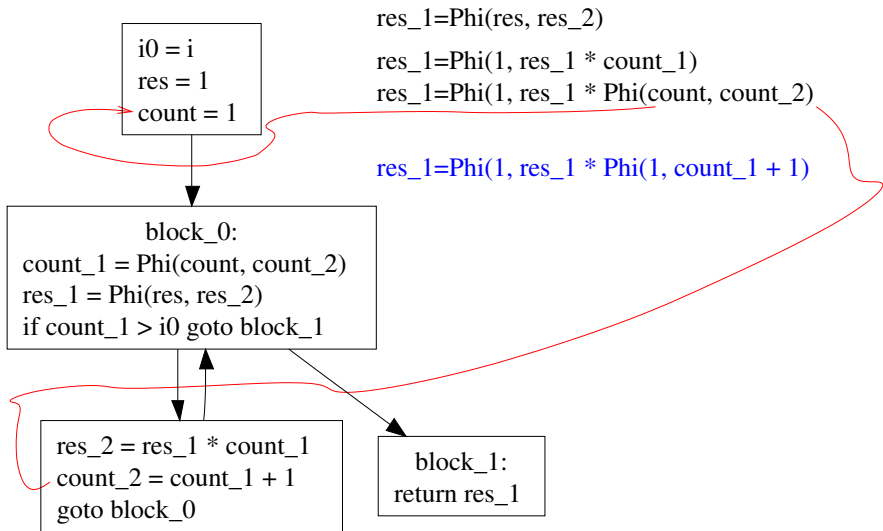 i0 = i
res = 1
count = 1
res_1=Phi(res, res_2)
res_1=Phi(1, res_1 * count_1)
res_1=Phi(1, res_1 * Phi(count, count_2)
res_1=Phi(1, res_1 * Phi(1, count_1 + 1)
block_0:
count_1 = Phi(count, count_2)
res_1 = Phi(res, res_2)
if count_1 > i0 goto block_1
res_2 = res_1 * count_1
count_2 = count_1 + 1
goto block_0
block_1:
return res_1